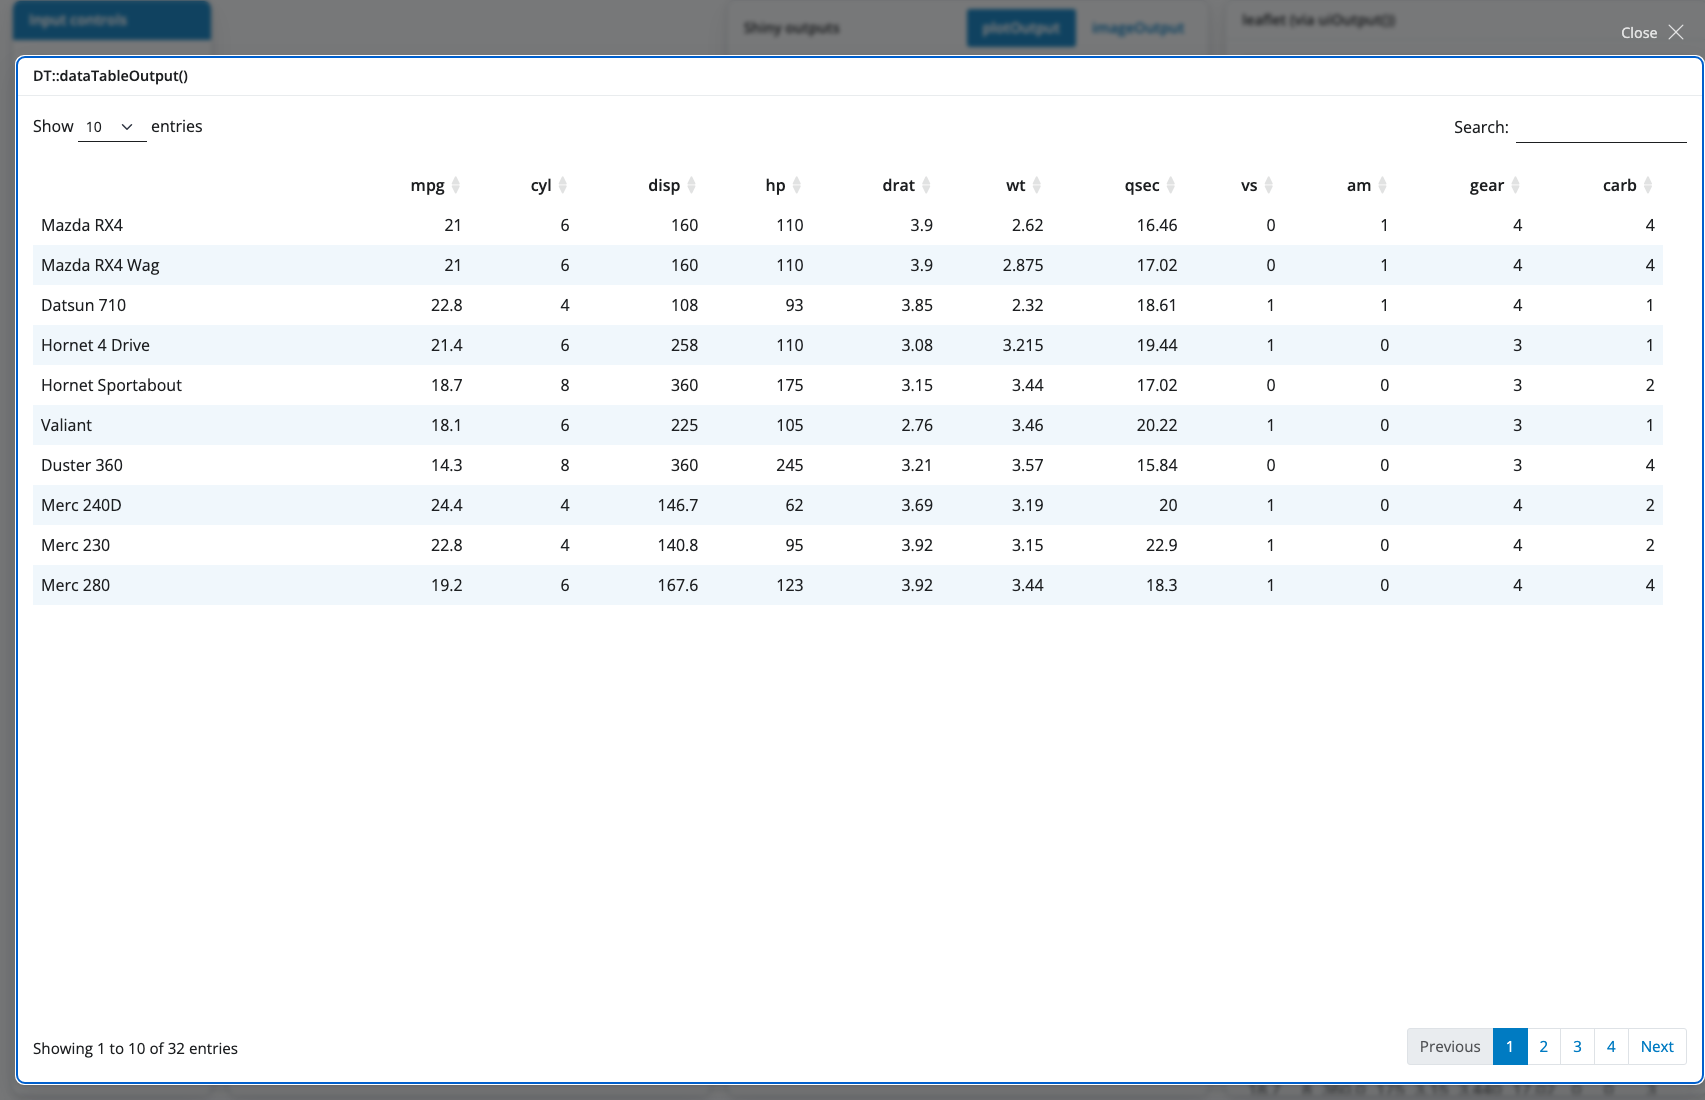 Input controls
Shiny outputs plotOutput imageOutput
leaflet (via uiOutput())
Close
DT::dataTableOutput()
Show 10 entries
Search:
mpg cyl disp hp drat wt qsec vs am gear carb
Mazda RX4 21 6 160 110 3.9 2.62 16.46 0 1 4 4
Mazda RX4 Wag 21 6 160 110 3.9 2.875 17.02 0 1 4 4
Datsun 710 22.8 4 108 93 3.85 2.32 18.61 1 1 4 1
Hornet 4 Drive 21.4 6 258 110 3.08 3.215 19.44 1 0 3 1
Hornet Sportabout 18.7 8 360 175 3.15 3.44 17.02 0 0 3 2
Valiant 18.1 6 225 105 2.76 3.46 20.22 1 0 3 1
Duster 360 14.3 8 360 245 3.21 3.57 15.84 0 0 3 4
Merc 240D 24.4 4 146.7 62 3.69 3.19 20 1 0 4 2
Merc 230 22.8 4 140.8 95 3.92 3.15 22.9 1 0 4 2
Merc 280 19.2 6 167.6 123 3.92 3.44 18.3 1 0 4 4
Showing 1 to 10 of 32 entries
Previous 1 2 3 4 Next